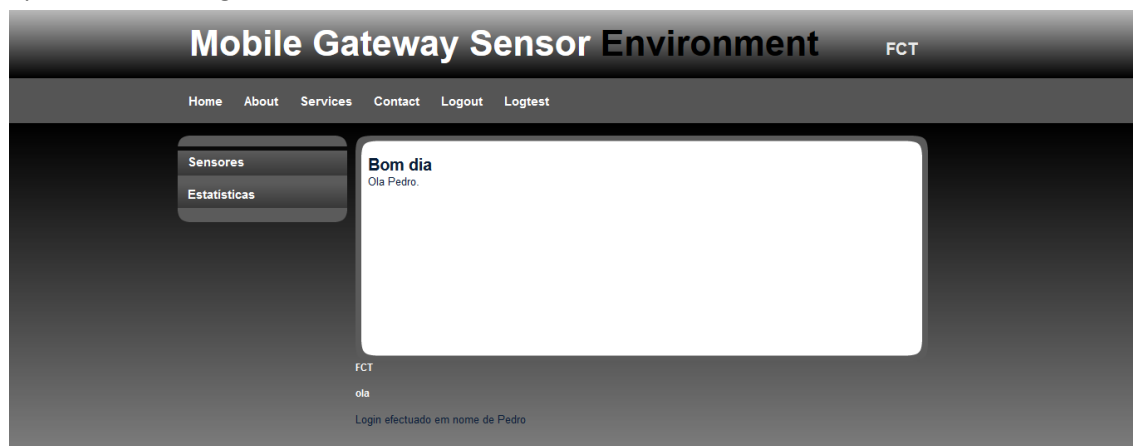 Mobile Gateway Sensor Environment FCT
Home About Services Contact Logout Logtest
Sensores
Estatisticas
Bom dia
Ola Pedro.
FCT
ola
Login efectuado em nome de Pedro